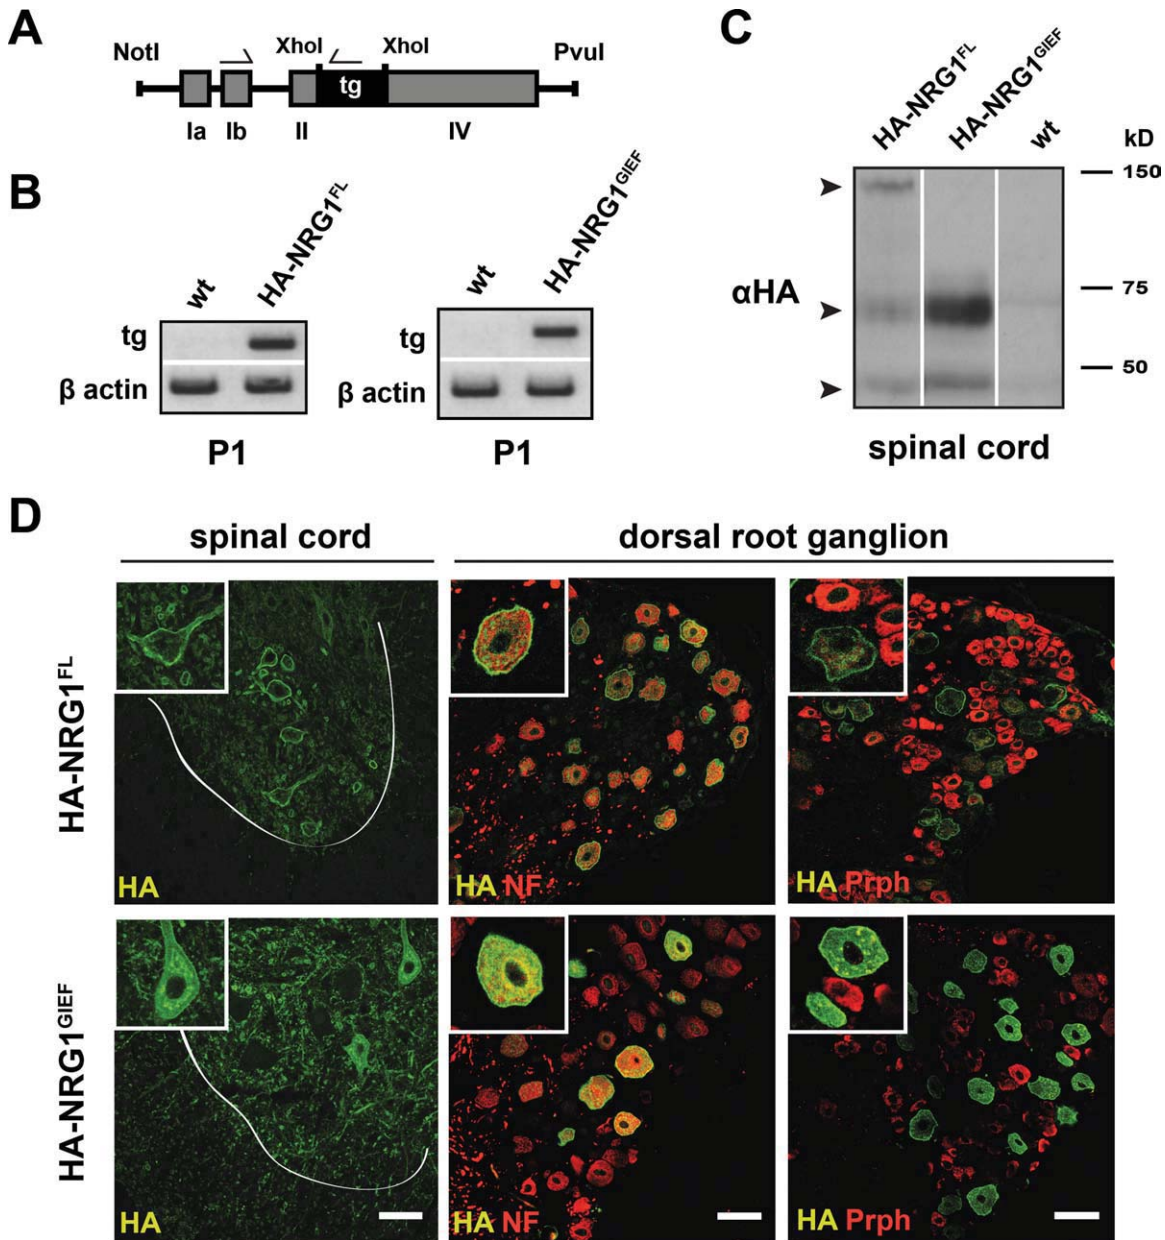 A
NotI
XhoI
XhoI
PvuI
tg
Ia
Ib
II
IV
B
wt
HA-NRG1FL
tg
β actin
P1
wt
HA-NRG1GIEF
tg
β actin
P1
C
HA-NRG1FL
HA-NRG1GIEF
wt
kD
150
75
50
αHA
spinal cord
D
spinal cord
dorsal root ganglion
HA-NRG1FL
HA
HA NF
HA Prph
HA-NRG1GIEF
HA
HA NF
HA Prph